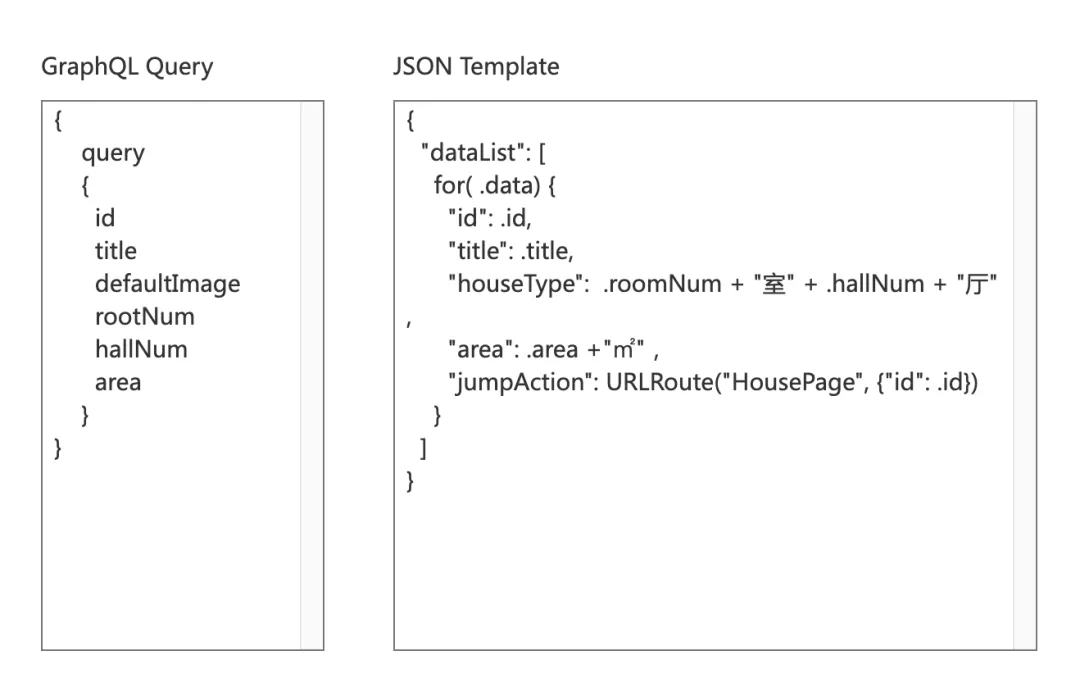 GraphQL Query
{
query
{
id
title
defaultImage
rootNum
hallNum
area
}
}
JSON Template
{
"dataList": [
for( .data) {
"id": .id,
"title": .title,
"houseType":  .roomNum + "室" + .hallNum + "厅"
,
"area": .area +"㎡" ,
"jumpAction": URLRoute("HousePage", {"id": .id})
}
]
}